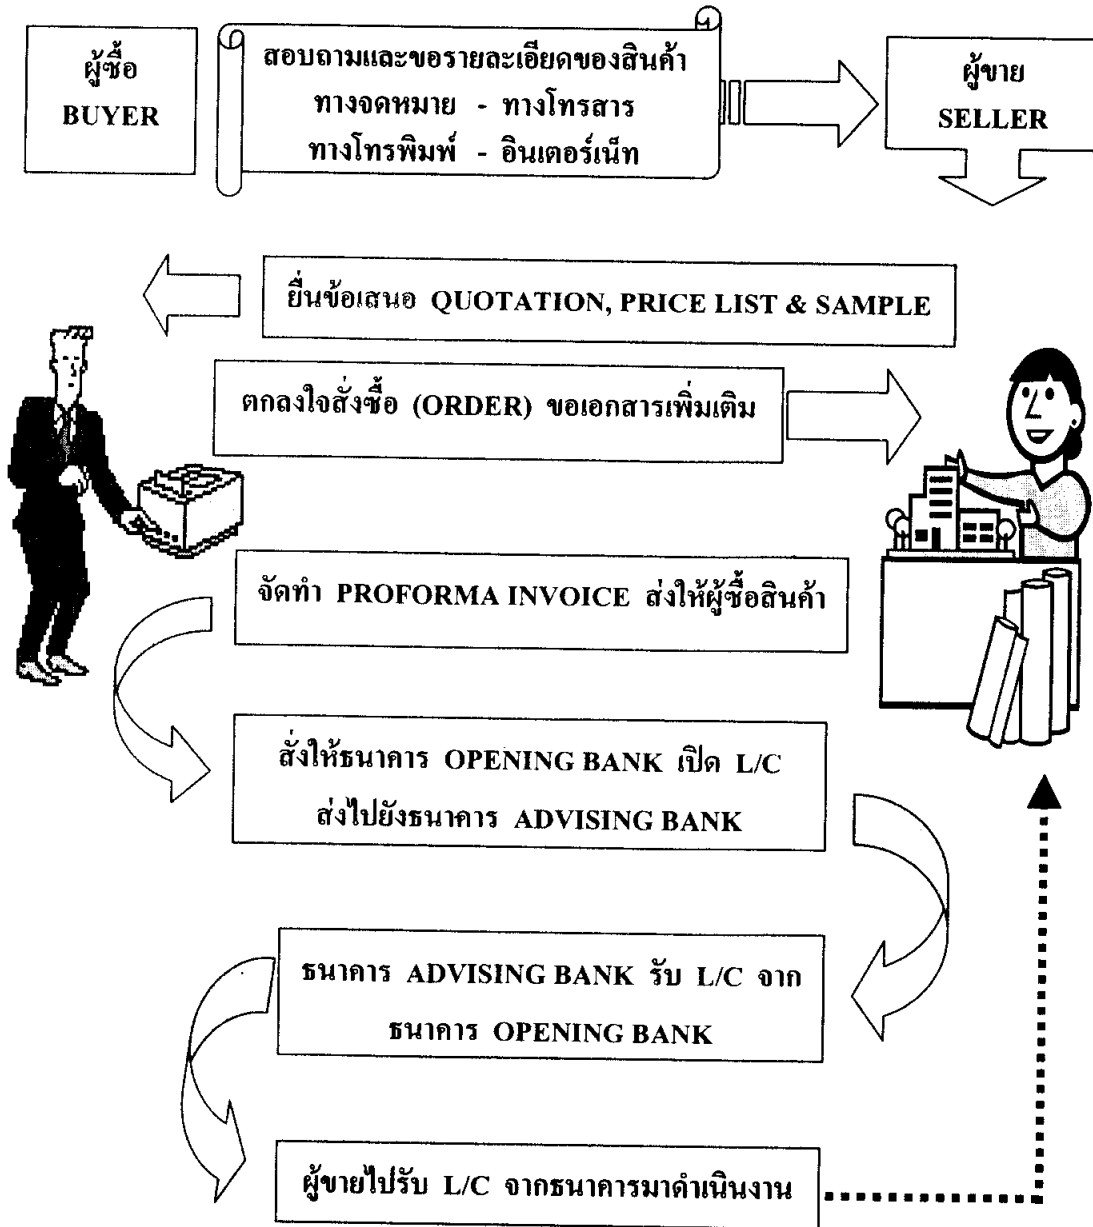 ผู้ซื้อ
BUYER
สอบถามและขอรายละเอียดของสินค้า
ทางจดหมาย - ทางโทรสาร
ทางโทรพิมพ์ - อินเตอร์เน็ท
ผู้ขาย
SELLER
ยื่นข้อเสนอ QUOTATION, PRICE LIST & SAMPLE
ตกลงใจสั่งซื้อ (ORDER) ขอเอกสารเพิ่มเติม
จัดทำ PROFORMA INVOICE ส่งให้ผู้ซื้อสินค้า
สั่งให้ธนาคาร OPENING BANK เปิด L/C
ส่งไปยังธนาคาร ADVISING BANK
ธนาคาร ADVISING BANK รับ L/C จาก
ธนาคาร OPENING BANK
ผู้ขายไปรับ L/C จากธนาคารมาดำเนินงาน